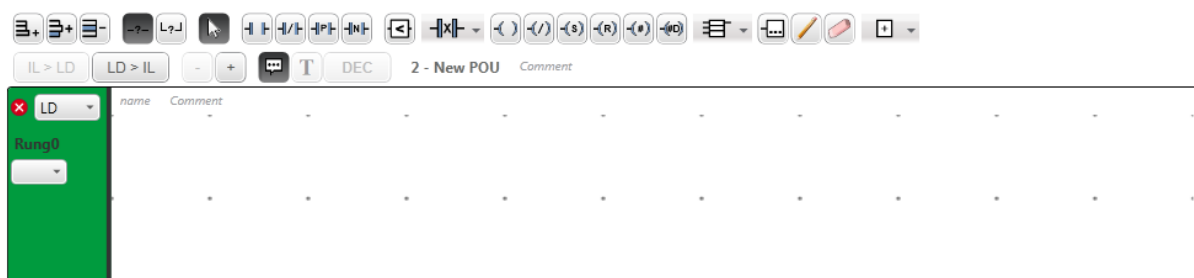 -?- L?┘ ┤ ├ ┤/├ ┤P├ ┤N├ < ┤X├ -( ) -(/) -(S) -(R) -(#) -(#D) ... +
IL > LD LD > IL - + T DEC 2 - New POU Comment
LD name Comment
Rung0